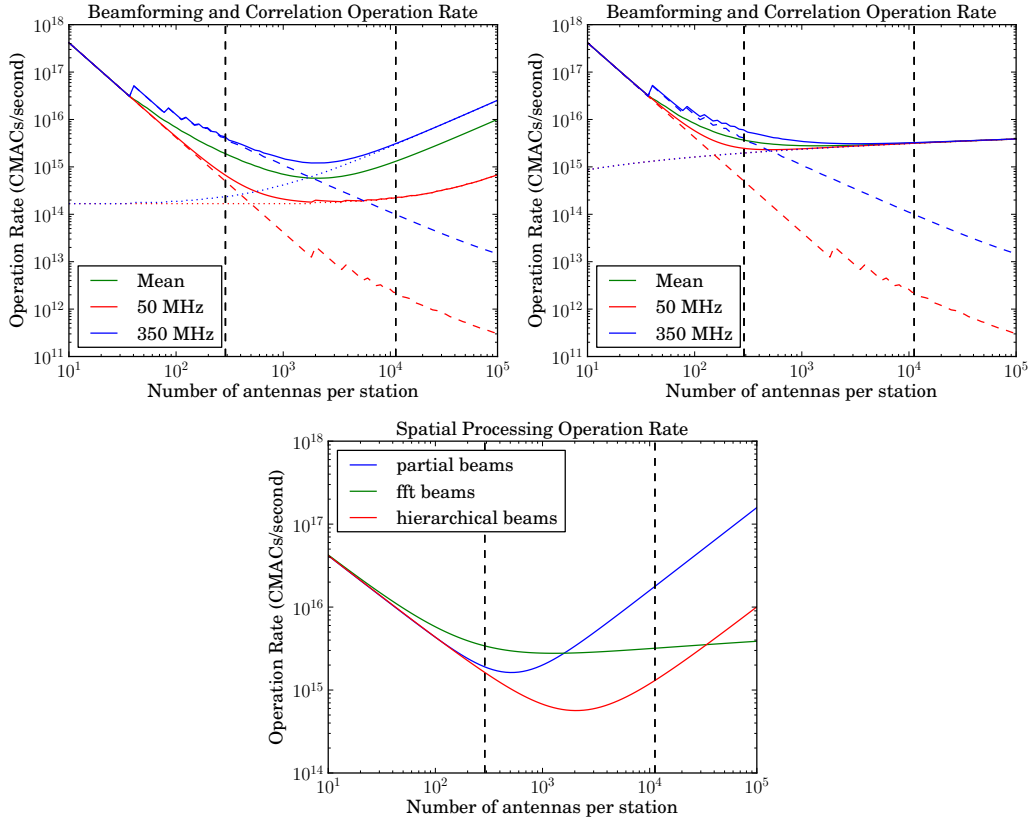 Beamforming and Correlation Operation Rate
Operation Rate (CMACs/second)
10^18
10^17
10^16
10^15
10^14
10^13
10^12
10^11
Mean
50 MHz
350 MHz
10^1
10^2
10^3
10^4
10^5
Number of antennas per station
Beamforming and Correlation Operation Rate
Operation Rate (CMACs/second)
10^18
10^17
10^16
10^15
10^14
10^13
10^12
10^11
Mean
50 MHz
350 MHz
10^1
10^2
10^3
10^4
10^5
Number of antennas per station
Spatial Processing Operation Rate
Operation Rate (CMACs/second)
10^18
10^17
10^16
10^15
10^14
partial beams
fft beams
hierarchical beams
10^1
10^2
10^3
10^4
10^5
Number of antennas per station